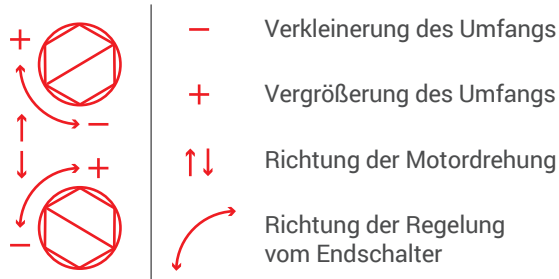 +
−
↑
↓
+
−
− Verkleinerung des Umfangs
+ Vergrößerung des Umfangs
↑↓ Richtung der Motordrehung
Richtung der Regelung
vom Endschalter